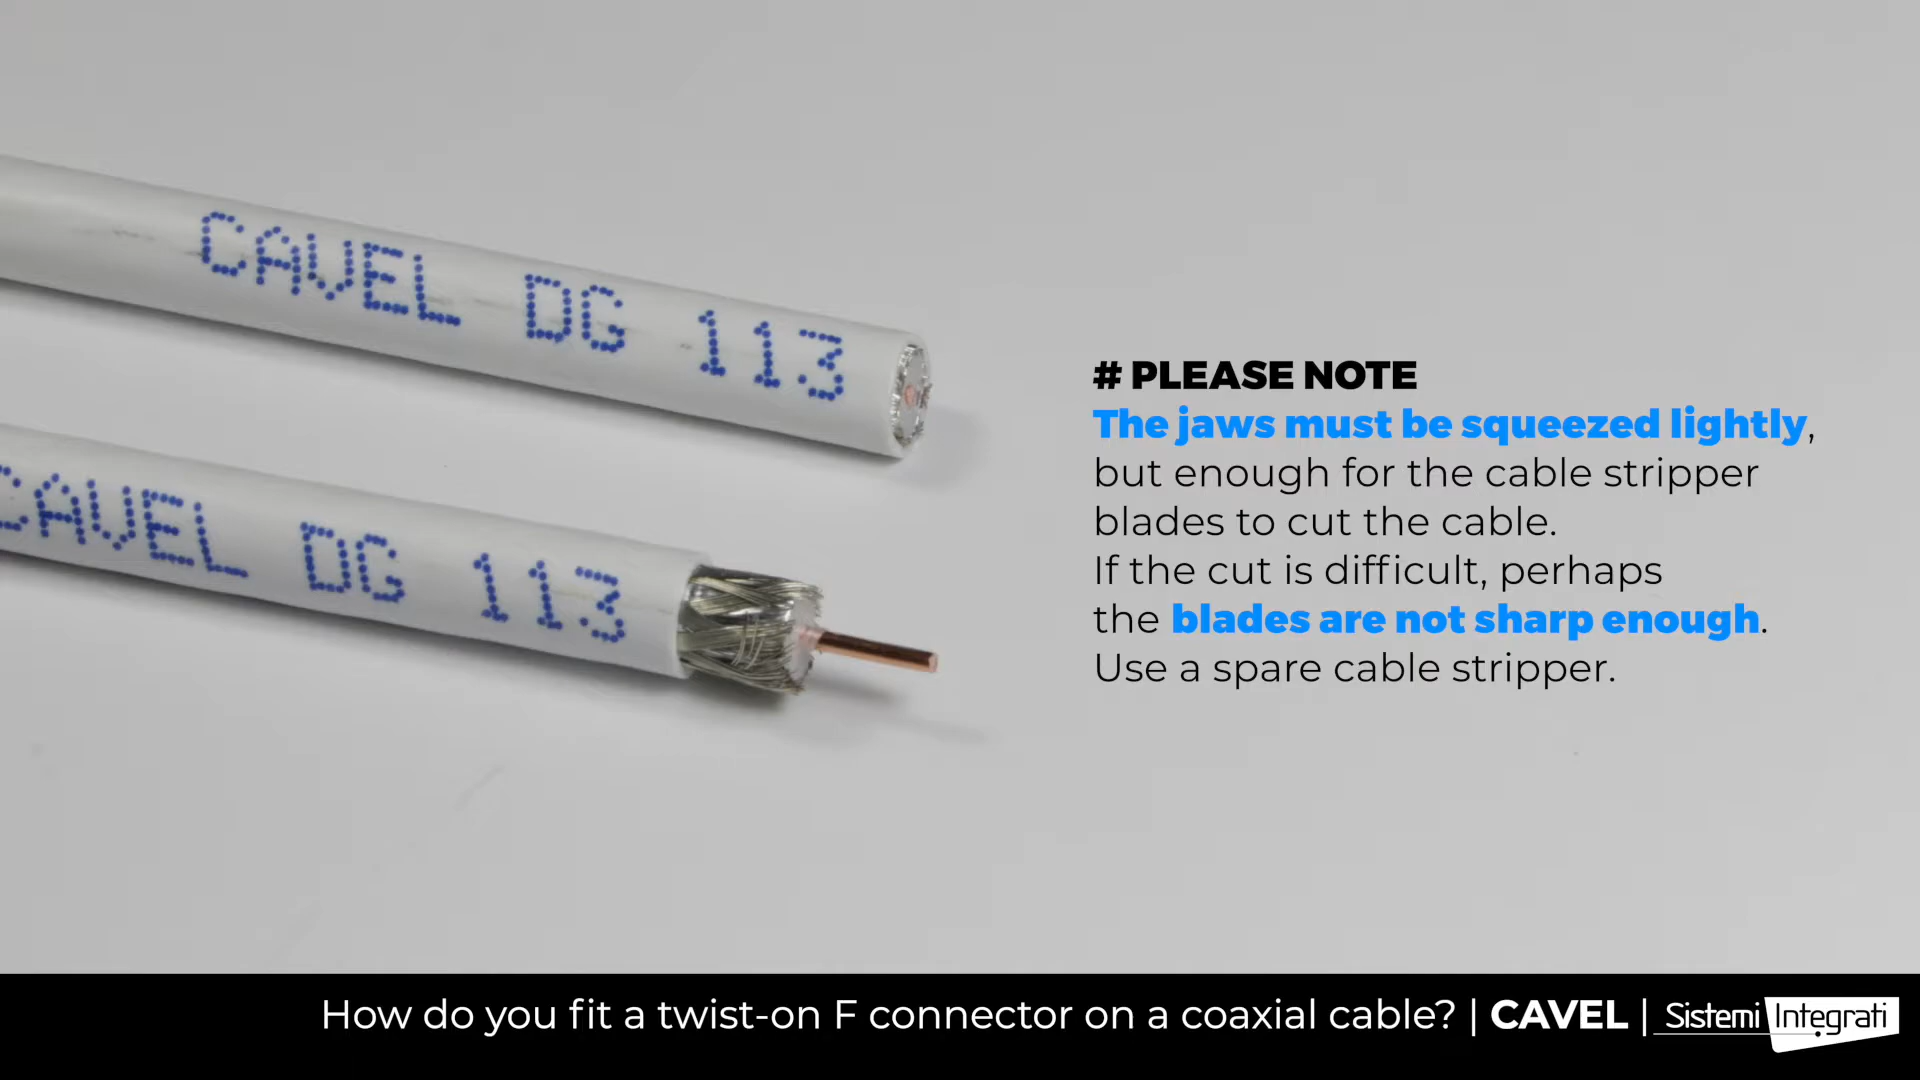 CAVEL DG 113
CAVEL DG 113
# PLEASE NOTE
The jaws must be squeezed lightly,
but enough for the cable stripper
blades to cut the cable.
If the cut is difficult, perhaps
the blades are not sharp enough.
Use a spare cable stripper.
How do you fit a twist-on F connector on a coaxial cable? | CAVEL | Sistemi Integrati